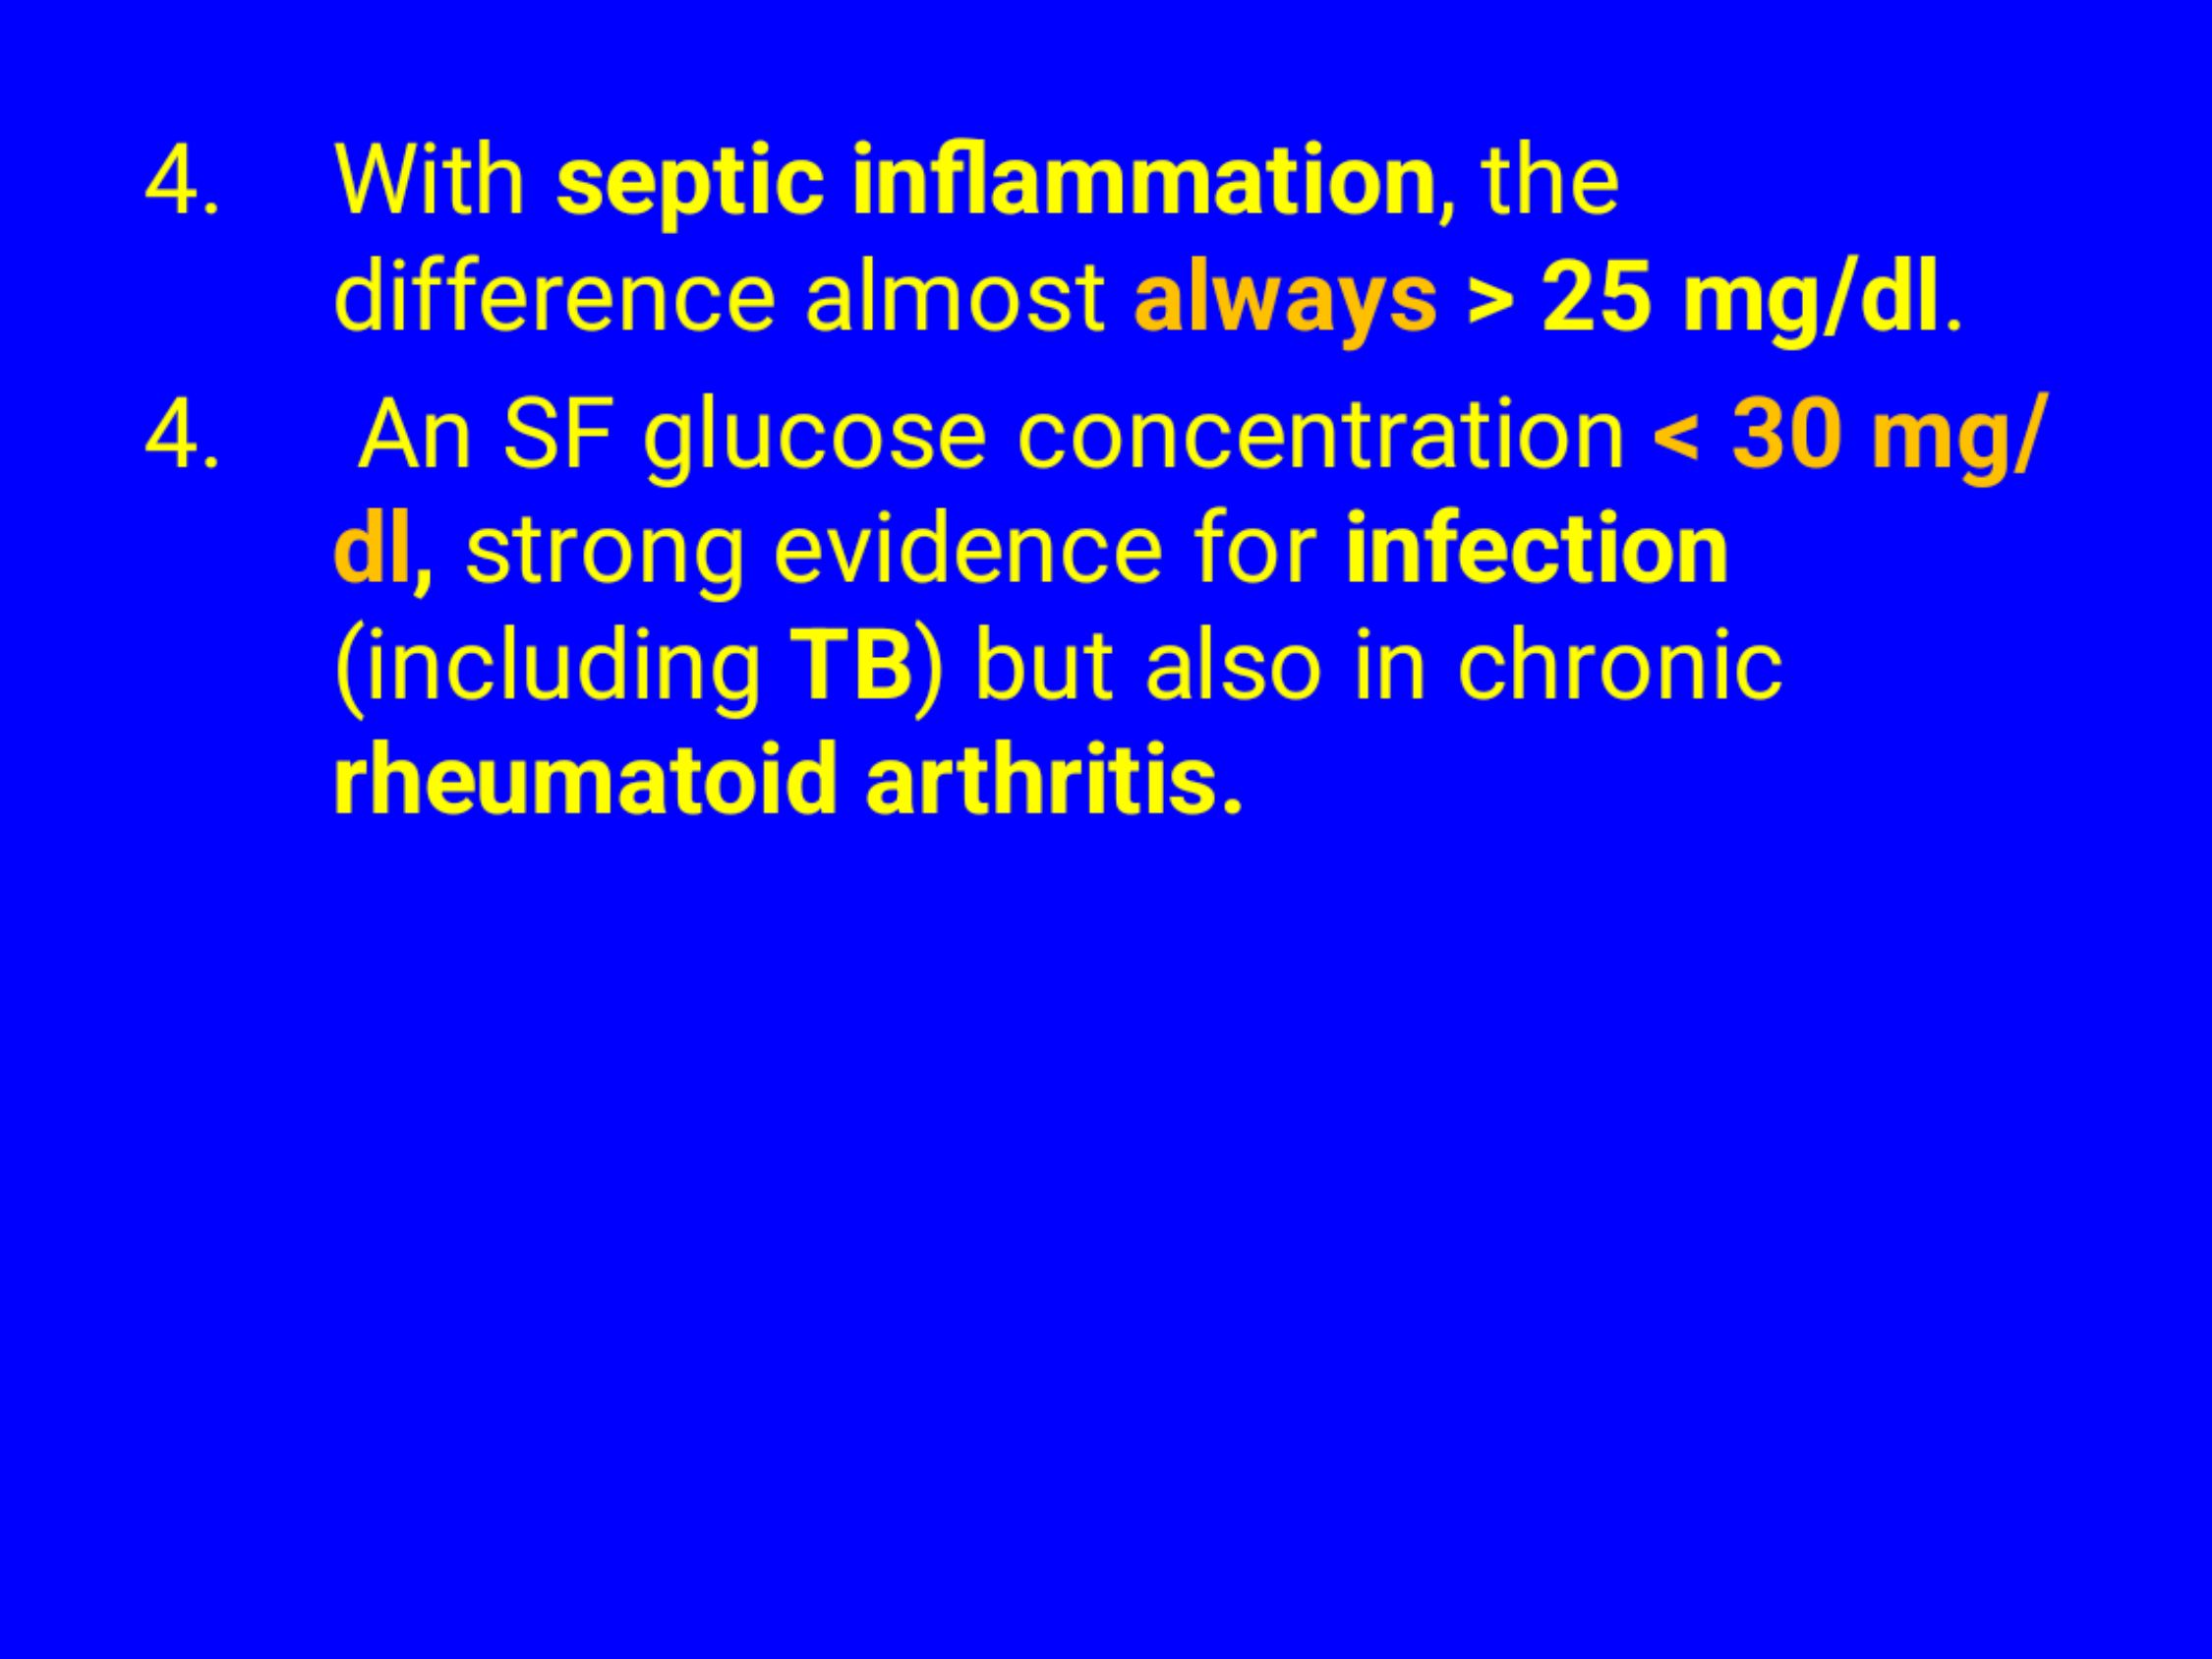 4. With septic inflammation, the
difference almost always > 25 mg/dl.
4. An SF glucose concentration < 30 mg/
dl, strong evidence for infection
(including TB) but also in chronic
rheumatoid arthritis.